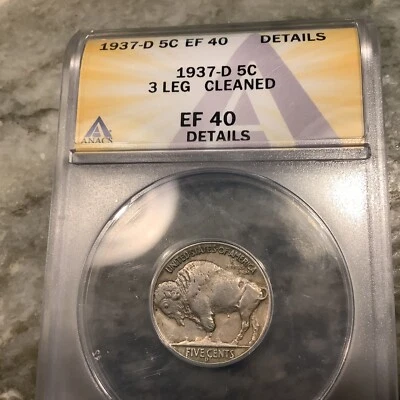 1937-D 5C EF 40 DETAILS
1937-D 5C
3 LEG CLEANED
EF 40
DETAILS
ANACS
UNITED STATES OF AMERICA
FIVE CENTS
D